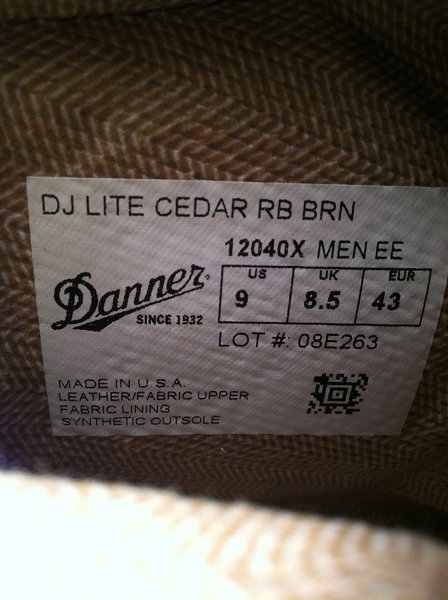 DJ LITE CEDAR RB BRN
12040X MEN EE
US UK EUR
9 8.5 43
Danner
SINCE 1932
LOT #: 08E263
MADE IN U.S.A.
LEATHER/FABRIC UPPER
FABRIC LINING
SYNTHETIC OUTSOLE